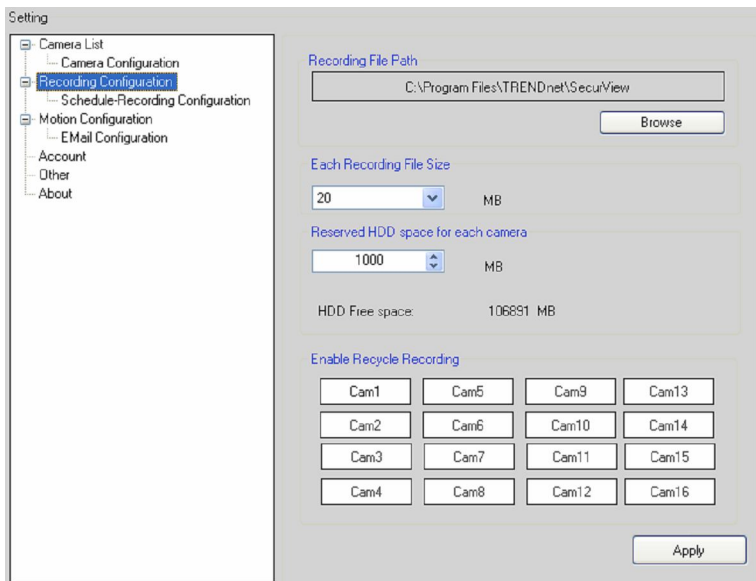 Setting
Camera List
Camera Configuration
Recording Configuration
Schedule-Recording Configuration
Motion Configuration
EMail Configuration
Account
Other
About
Recording File Path
C:\Program Files\TRENDnet\SecurView
Browse
Each Recording File Size
20 MB
Reserved HDD space for each camera
1000 MB
HDD Free space: 106891 MB
Enable Recycle Recording
Cam1 Cam5 Cam9 Cam13
Cam2 Cam6 Cam10 Cam14
Cam3 Cam7 Cam11 Cam15
Cam4 Cam8 Cam12 Cam16
Apply